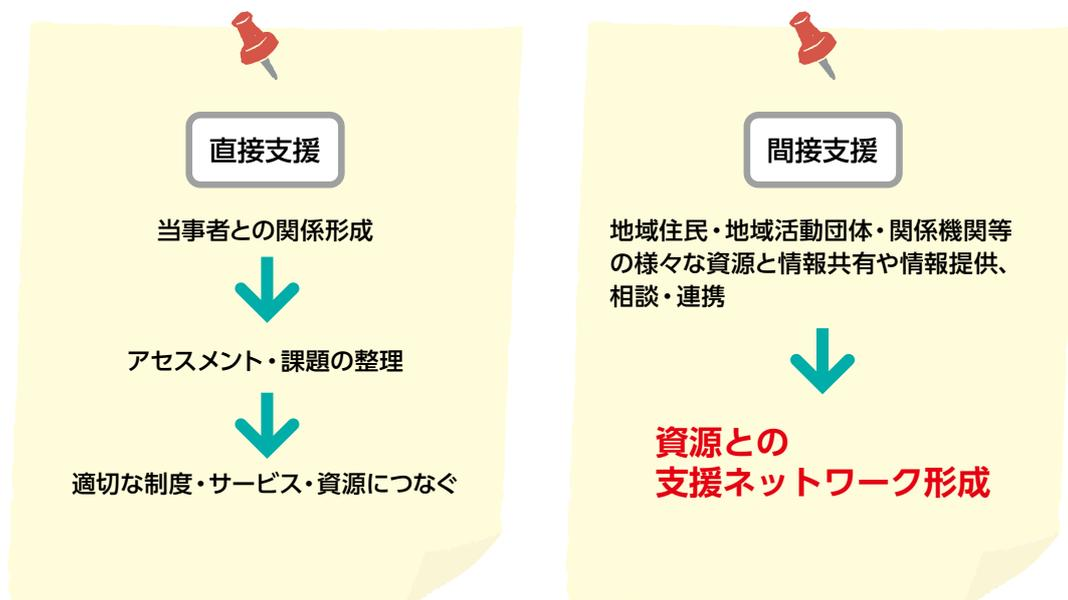 直接支援
当事者との関係形成
アセスメント・課題の整理
適切な制度・サービス・資源につなぐ
間接支援
地域住民・地域活動団体・関係機関等
の様々な資源と情報共有や情報提供、
相談・連携
資源との
支援ネットワーク形成